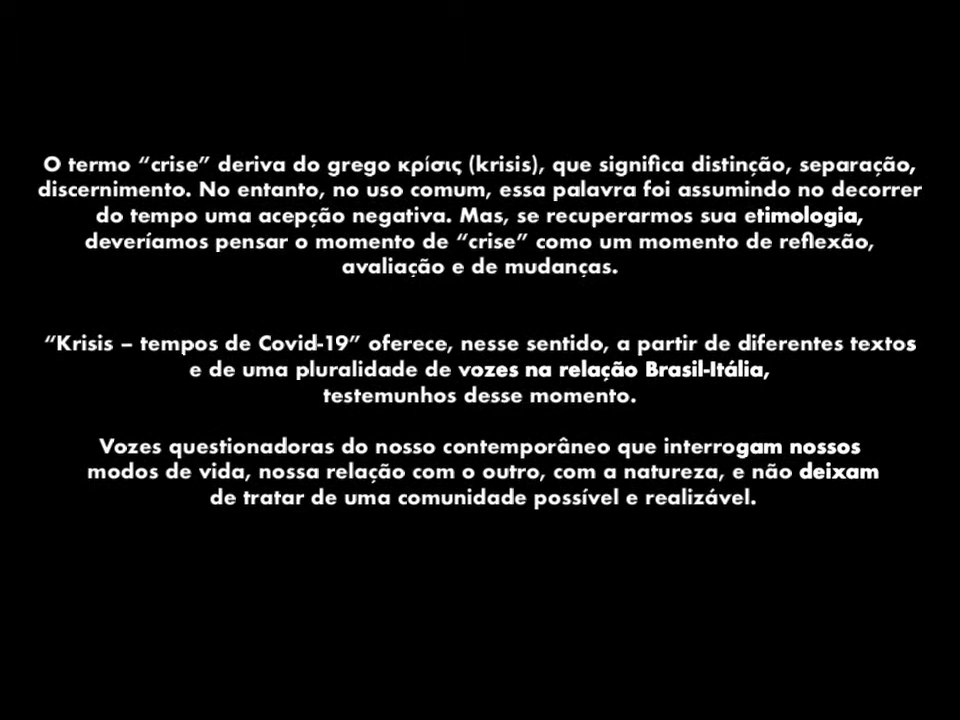 O termo “crise” deriva do grego κρίσις (krisis), que significa distinção, separação,
discernimento. No entanto, no uso comum, essa palavra foi assumindo no decorrer
do tempo uma acepção negativa. Mas, se recuperarmos sua etimologia,
deveríamos pensar o momento de “crise” como um momento de reflexão,
avaliação e de mudanças.
“Krisis – tempos de Covid-19” oferece, nesse sentido, a partir de diferentes textos
e de uma pluralidade de vozes na relação Brasil-Itália,
testemunhos desse momento.
Vozes questionadoras do nosso contemporâneo que interrogam nossos
modos de vida, nossa relação com o outro, com a natureza, e não deixam
de tratar de uma comunidade possível e realizável.